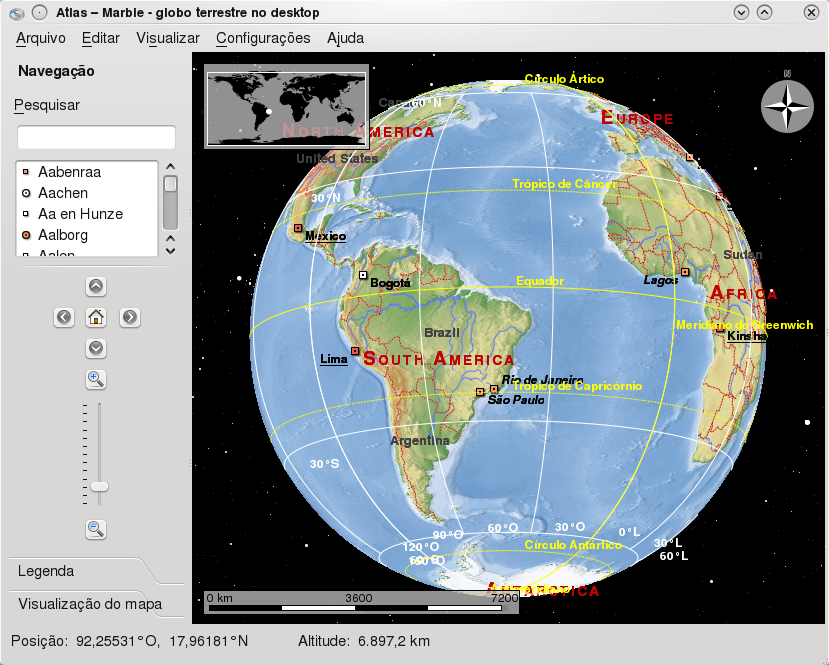 Atlas – Marble - globo terrestre no desktop
Arquivo Editar Visualizar Configurações Ajuda
Navegação
Pesquisar
Aabenraa
Aachen
Aa en Hunze
Aalborg
Aalen
Legenda
Visualização do mapa
N
Círculo Ártico
60°N
EUROPE
NORTH AMERICA
United States
Trópico de Câncer
30°N
México
Sudan
Bogotá
Equador
Lagos
AFRICA
Meridiano de Greenwich
Kinsha
Brazil
Lima
SOUTH AMERICA
Rio de Janeiro
Trópico de Capricórnio
São Paulo
Argentina
30°S
60°O
30°O
0°L
90°O
120°O
30°L
Círculo Antártico
60°L
ANTARCTICA
0 km 3600 7200
Posição: 92,25531°O, 17,96181°N Altitude: 6.897,2 km